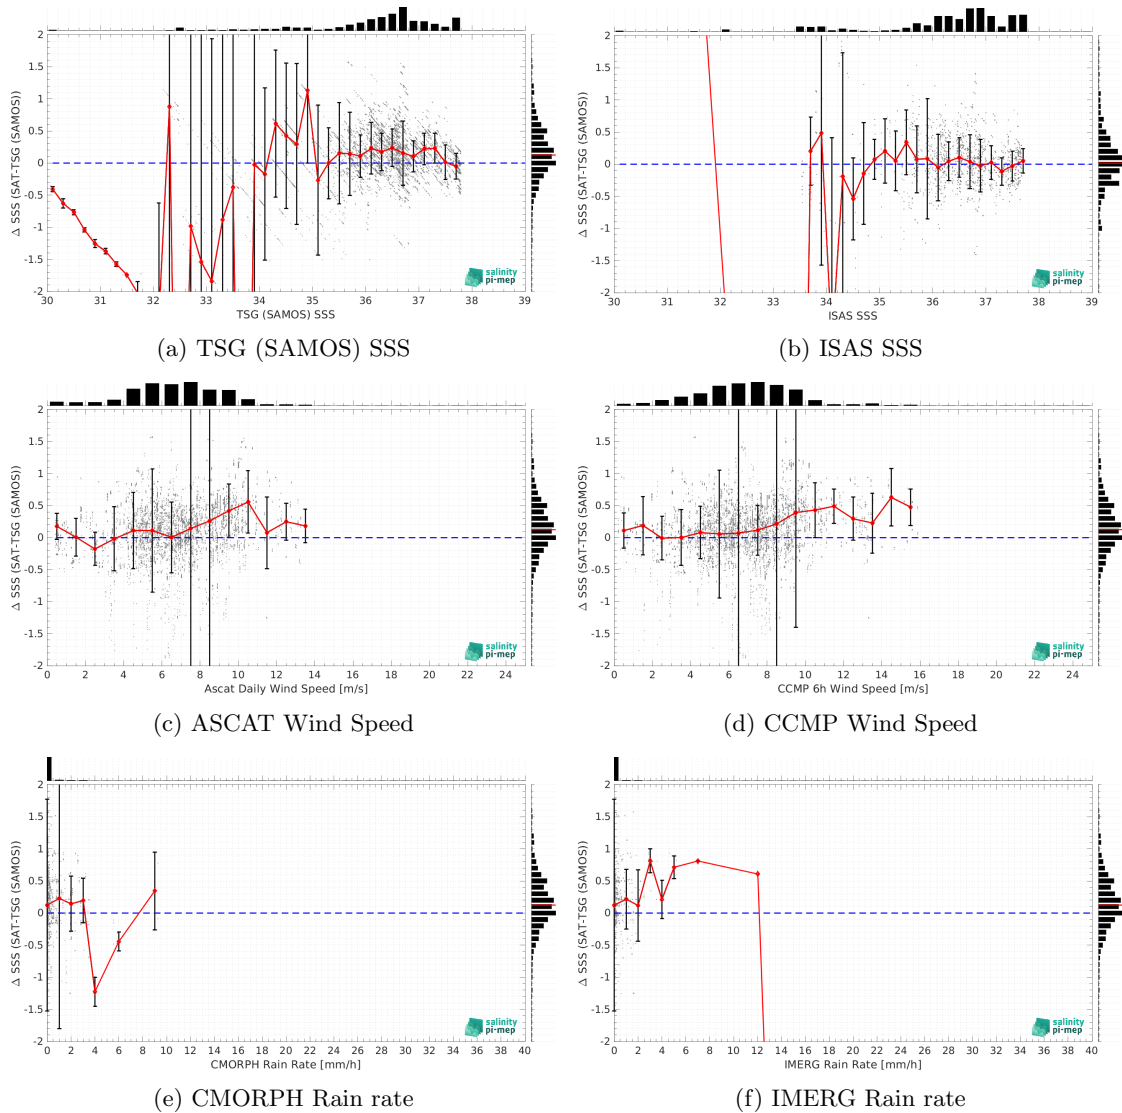 2
1.5
1
0.5
0
-0.5
-1
-1.5
-2
Δ SSS (SAT-TSG (SAMOS))
30 31 32 33 34 35 36 37 38 39
TSG (SAMOS) SSS
salinity
pi-mep
(a) TSG (SAMOS) SSS
2
1.5
1
0.5
0
-0.5
-1
-1.5
-2
Δ SSS (SAT-TSG (SAMOS))
30 31 32 33 34 35 36 37 38 39
ISAS SSS
salinity
pi-mep
(b) ISAS SSS
2
1.5
1
0.5
0
-0.5
-1
-1.5
-2
Δ SSS (SAT-TSG (SAMOS))
0 2 4 6 8 10 12 14 16 18 20 22 24
Ascat Daily Wind Speed [m/s]
salinity
pi-mep
(c) ASCAT Wind Speed
2
1.5
1
0.5
0
-0.5
-1
-1.5
-2
Δ SSS (SAT-TSG (SAMOS))
0 2 4 6 8 10 12 14 16 18 20 22 24
CCMP 6h Wind Speed [m/s]
salinity
pi-mep
(d) CCMP Wind Speed
2
1.5
1
0.5
0
-0.5
-1
-1.5
-2
Δ SSS (SAT-TSG (SAMOS))
0 2 4 6 8 10 12 14 16 18 20 22 24 26 28 30 32 34 36 38 40
CMORPH Rain Rate [mm/h]
salinity
pi-mep
(e) CMORPH Rain rate
2
1.5
1
0.5
0
-0.5
-1
-1.5
-2
Δ SSS (SAT-TSG (SAMOS))
0 2 4 6 8 10 12 14 16 18 20 22 24 26 28 30 32 34 36 38 40
IMERG Rain Rate [mm/h]
salinity
pi-mep
(f) IMERG Rain rate